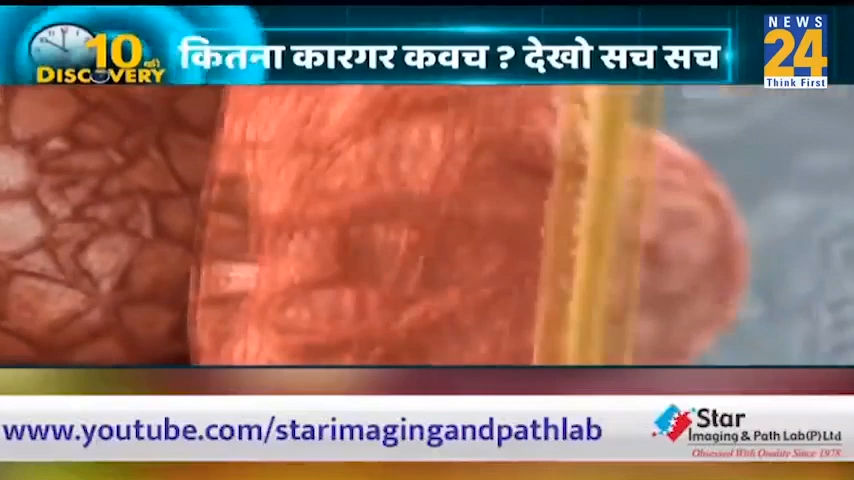 10 की
DISCOVERY
कितना कारगर कवच ? देखो सच सच
NEWS
24
Think First
www.youtube.com/starimagingandpathlab
Star
Imaging & Path Lab(P)Ltd
Obsessed With Quality Since 1978